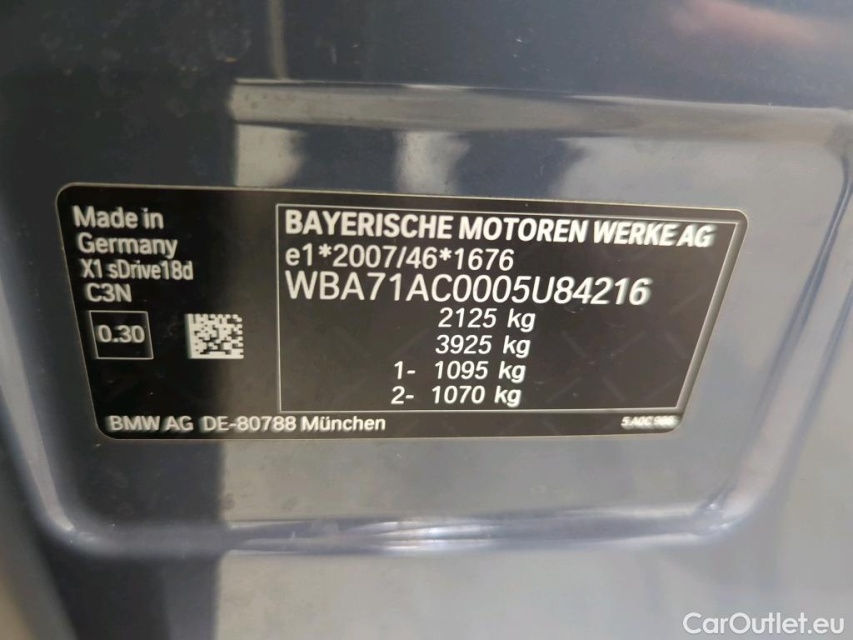 Made in
Germany
X1 sDrive18d
C3N
0.30
BMW AG DE-80788 München
BAYERISCHE MOTOREN WERKE AG
e1*2007/46*1676
WBA71AC0005U84216
2125 kg
3925 kg
1- 1095 kg
2- 1070 kg
CarOutlet.eu